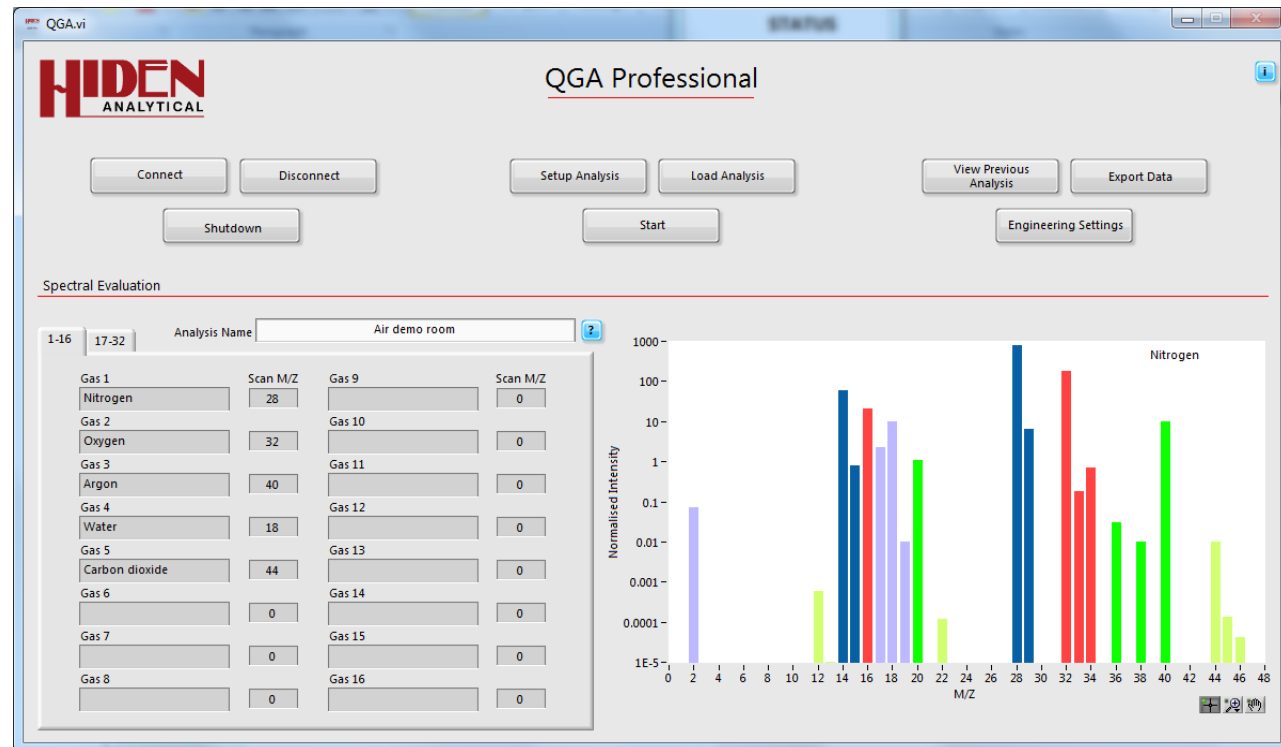 HIDEN
QGA.vi
STATUS
HIDEN
ANALYTICAL
QGA Professional
i
Connect
Disconnect
Setup Analysis
Load Analysis
View Previous
Analysis
Export Data
Shutdown
Start
Engineering Settings
Spectral Evaluation
1-16
17-32
Analysis Name
Air demo room
?
Gas 1
Scan M/Z
Gas 9
Scan M/Z
Nitrogen
28
0
Gas 2
Gas 10
Oxygen
32
0
Gas 3
Gas 11
Argon
40
0
Gas 4
Gas 12
Water
18
0
Gas 5
Gas 13
Carbon dioxide
44
0
Gas 6
Gas 14
0
0
Gas 7
Gas 15
0
0
Gas 8
Gas 16
0
0
Nitrogen
Normalised Intensity
1000
100
10
1
0.1
0.01
0.001
0.0001
1E-5
0 2 4 6 8 10 12 14 16 18 20 22 24 26 28 30 32 34 36 38 40 42 44 46 48
M/Z